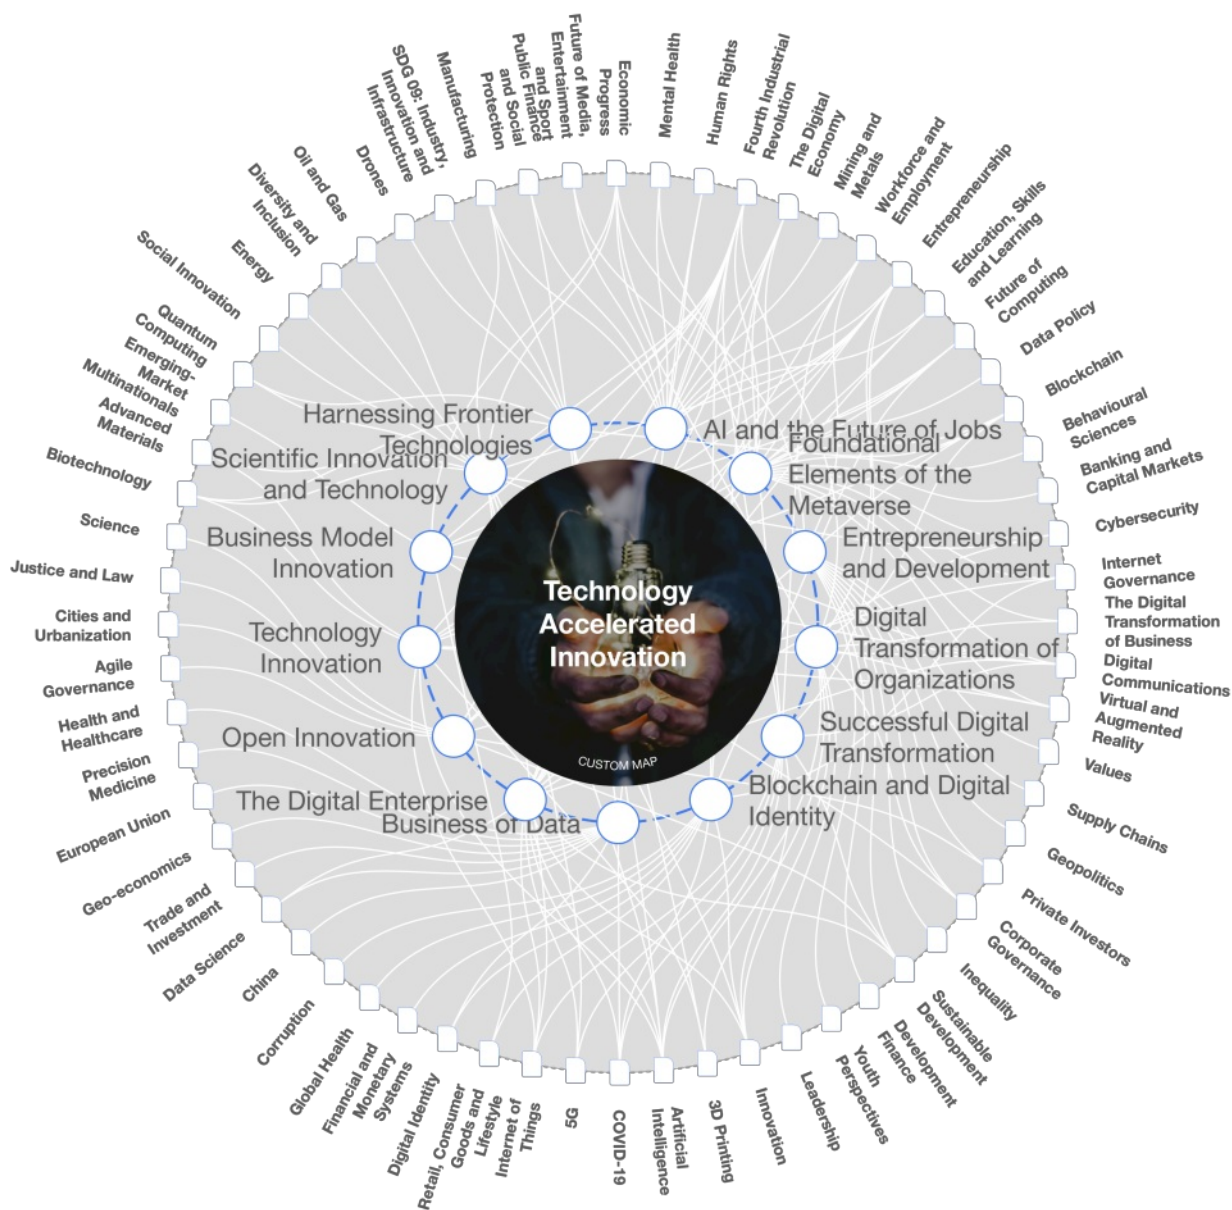 Economic
Progress
Mental Health
Human Rights
Fourth Industrial
Revolution
The Digital
Economy
Mining and
Metals
Workforce and
Employment
Entrepreneurship
Education, Skills
and Learning
Future of
Computing
Data Policy
Blockchain
Behavioural
Sciences
Banking and
Capital Markets
Cybersecurity
Internet
Governance
The Digital
Transformation
of Business
Digital
Communications
Virtual and
Augmented
Reality
Values
Supply Chains
Geopolitics
Private Investors
Corporate
Governance
Inequality
Sustainable
Development
Development
Finance
Youth
Perspectives
Leadership
Innovation
3D Printing
Artificial
Intelligence
COVID-19
5G
Internet of
Things
Retail, Consumer
Goods and
Lifestyle
Digital Identity
Financial and
Monetary
Systems
Global Health
Corruption
China
Data Science
Trade and
Investment
Geo-economics
European Union
Precision
Medicine
Health and
Healthcare
Agile
Governance
Cities and
Urbanization
Justice and Law
Science
Biotechnology
Advanced
Materials
Emerging-
Market
Multinationals
Quantum
Computing
Social Innovation
Energy
Diversity and
Inclusion
Oil and Gas
Drones
SDG 09: Industry,
Innovation and
Infrastructure
Manufacturing
Public Finance
and Social
Protection
Future of Media,
Entertainment
and Sport
Harnessing Frontier
Technologies
AI and the Future of Jobs
Foundational
Elements of the
Metaverse
Entrepreneurship
and Development
Digital
Transformation of
Organizations
Successful Digital
Transformation
Blockchain and Digital
Identity
Business of Data
The Digital Enterprise
Open Innovation
Technology
Innovation
Business Model
Innovation
Scientific Innovation
and Technology
Technology
Accelerated
Innovation
CUSTOM MAP